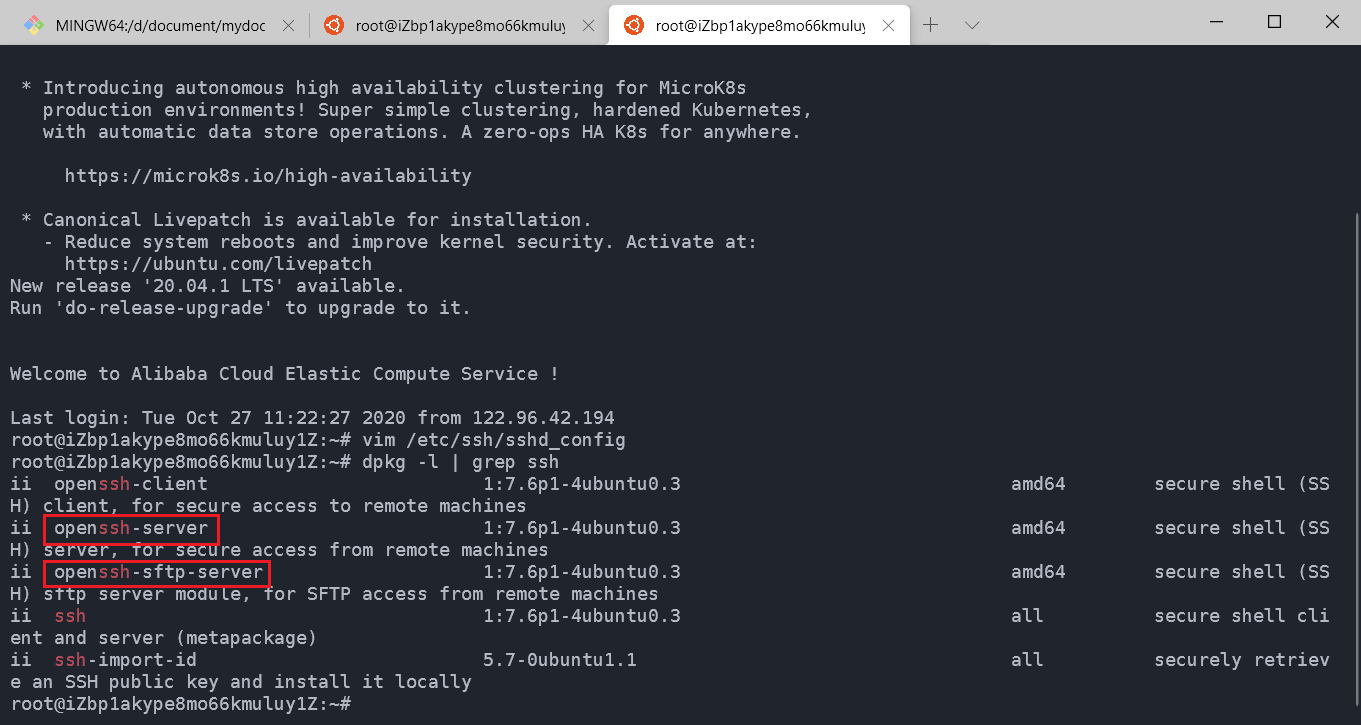 MINGW64:/d/document/mydoc
root@iZbp1akype8mo66kmuluy
root@iZbp1akype8mo66kmuluy
 * Introducing autonomous high availability clustering for MicroK8s
   production environments! Super simple clustering, hardened Kubernetes,
   with automatic data store operations. A zero-ops HA K8s for anywhere.
     https://microk8s.io/high-availability
 * Canonical Livepatch is available for installation.
   - Reduce system reboots and improve kernel security. Activate at:
     https://ubuntu.com/livepatch
New release '20.04.1 LTS' available.
Run 'do-release-upgrade' to upgrade to it.
Welcome to Alibaba Cloud Elastic Compute Service !
Last login: Tue Oct 27 11:22:27 2020 from 122.96.42.194
root@iZbp1akype8mo66kmuluy1Z:~# vim /etc/ssh/sshd_config
root@iZbp1akype8mo66kmuluy1Z:~# dpkg -l | grep ssh
ii  openssh-client                         1:7.6p1-4ubuntu0.3                              amd64        secure shell (SS
H) client, for secure access to remote machines
ii  openssh-server                         1:7.6p1-4ubuntu0.3                              amd64        secure shell (SS
H) server, for secure access from remote machines
ii  openssh-sftp-server                    1:7.6p1-4ubuntu0.3                              amd64        secure shell (SS
H) sftp server module, for SFTP access from remote machines
ii  ssh                                    1:7.6p1-4ubuntu0.3                              all          secure shell cli
ent and server (metapackage)
ii  ssh-import-id                          5.7-0ubuntu1.1                                  all          securely retriev
e an SSH public key and install it locally
root@iZbp1akype8mo66kmuluy1Z:~#